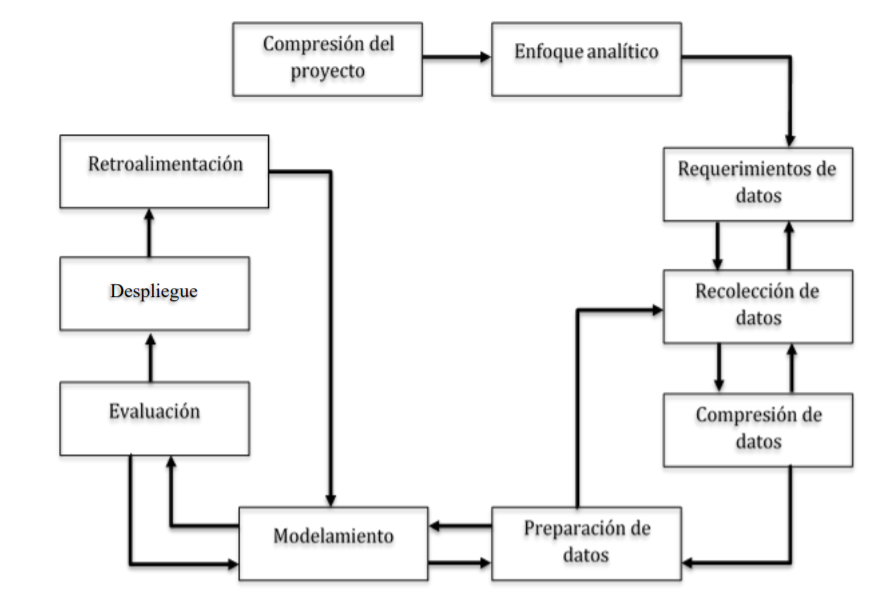 Compresión del
proyecto
Enfoque analítico
Requerimientos de
datos
Recolección de
datos
Compresión de
datos
Preparación de
datos
Modelamiento
Evaluación
Despliegue
Retroalimentación